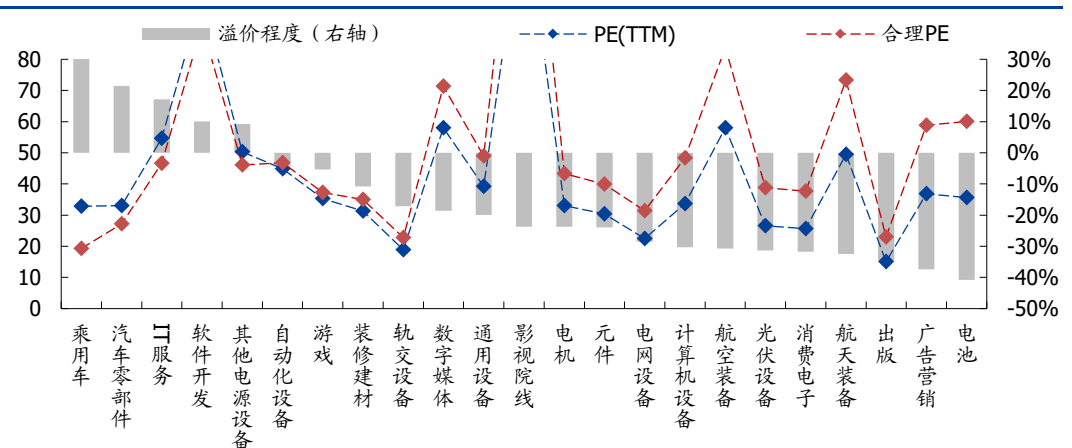 溢价程度（右轴） PE(TTM) 合理PE
80 30%
70 20%
60 10%
50 0%
40 -10%
30 -20%
20 -30%
10 -40%
0 -50%
乘用车
汽车零部件
IT服务
软件开发
其他电源设备
自动化设备
游戏
装修建材
轨交设备
数字媒体
通用设备
影视院线
电机
元件
电网设备
计算机设备
航空装备
光伏设备
消费电子
航天装备
出版
广告营销
电池